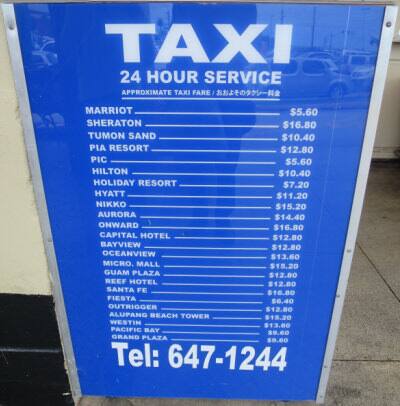 TAXI
24 HOUR SERVICE
APPROXIMATE TAXI FARE / おおよそのタクシー料金
MARRIOT $5.60
SHERATON $16.80
TUMON SAND $10.40
PIA RESORT $12.80
PIC $5.60
HILTON $10.40
HOLIDAY RESORT $7.20
HYATT $11.20
NIKKO $15.20
AURORA $14.40
ONWARD $16.80
CAPITAL HOTEL $12.80
BAYVIEW $12.80
OCEANVIEW $13.60
MICRO. MALL $15.20
GUAM PLAZA $12.80
REEF HOTEL $12.80
SANTA FE $16.80
FIESTA $6.40
OUTRIGGER $12.80
ALUPANG BEACH TOWER $15.20
WESTIN $13.60
PACIFIC BAY $9.60
GRAND PLAZA $9.60
Tel: 647-1244